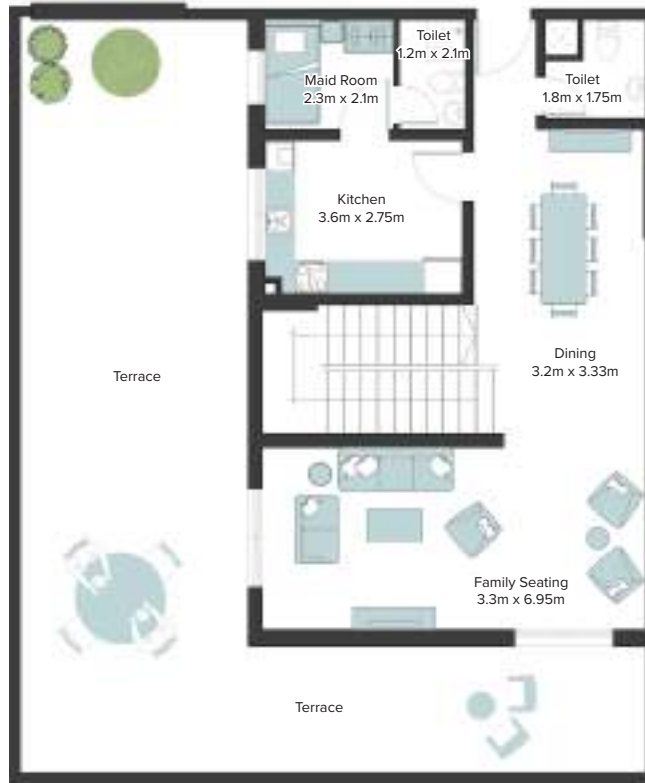 Toilet
1.2m x 2.1m
Maid Room
2.3m x 2.1m
Toilet
1.8m x 1.75m
Kitchen
3.6m x 2.75m
Dining
3.2m x 3.33m
Terrace
Family Seating
3.3m x 6.95m
Terrace